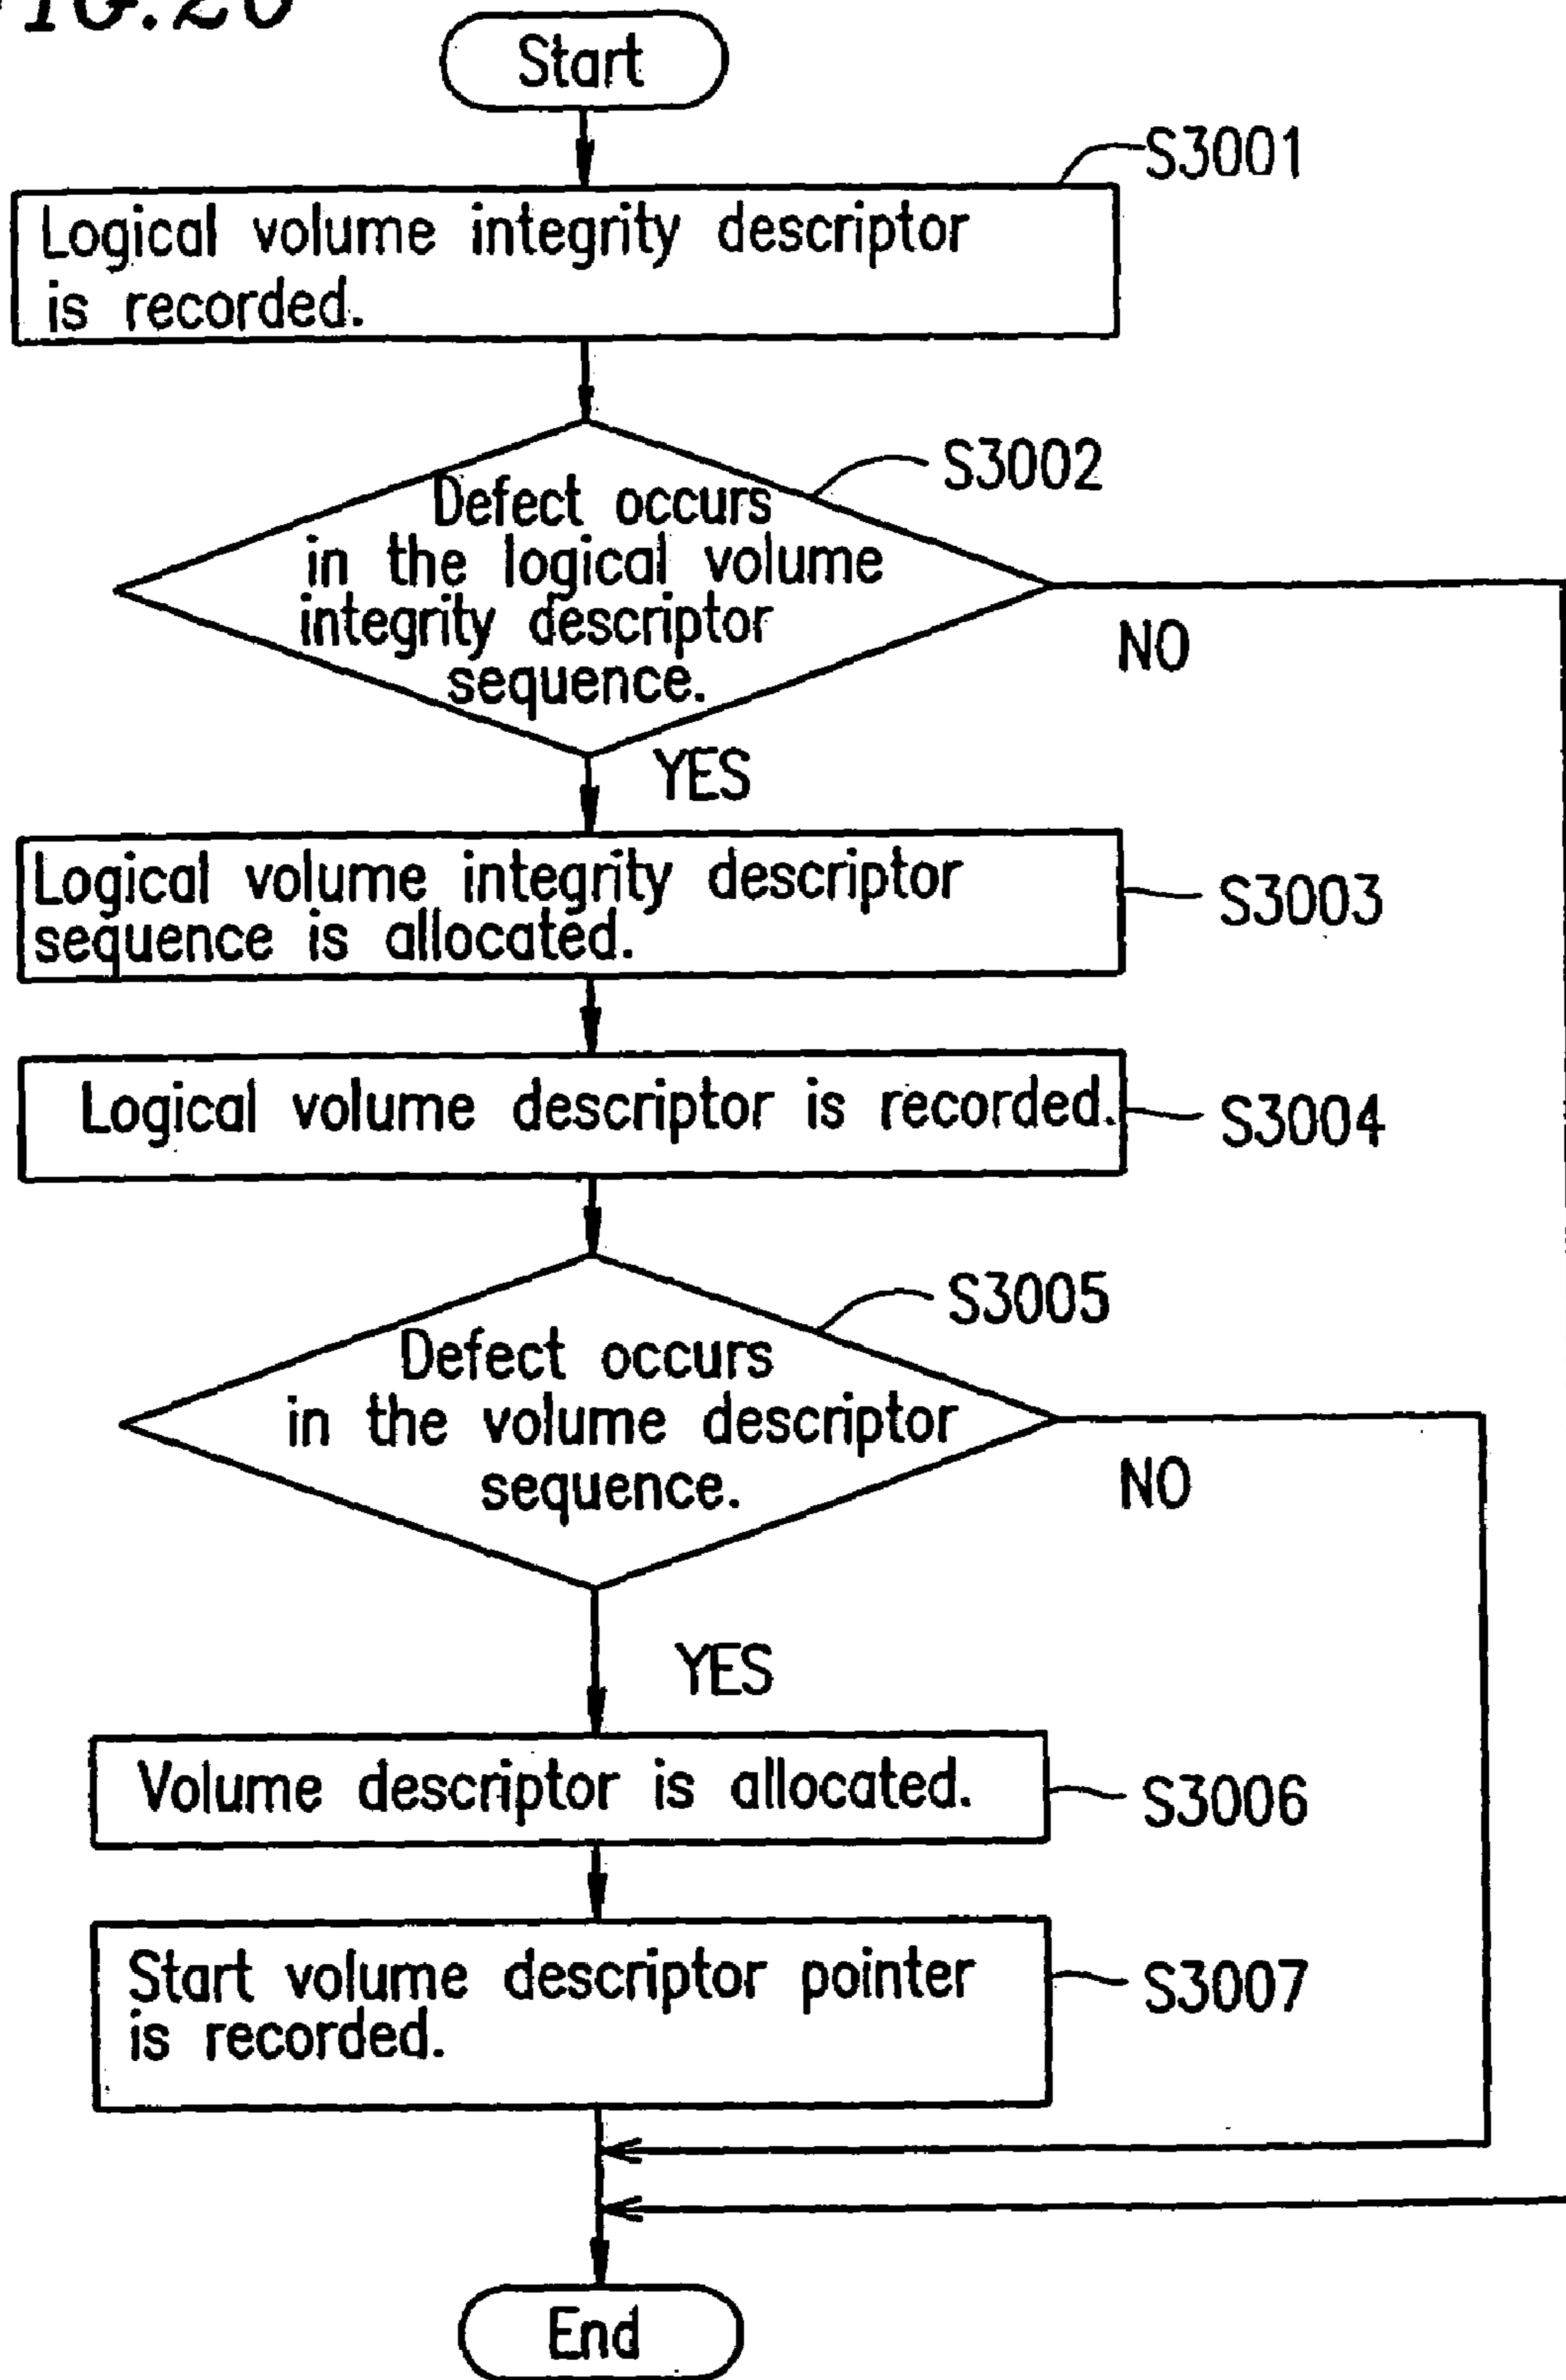 FIG.20
Start
S3001
Logical volume integrity descriptor
is recorded.
S3002
Defect occurs
in the logical volume
integrity descriptor
sequence.
NO
YES
Logical volume integrity descriptor
sequence is allocated.
S3003
Logical volume descriptor is recorded.
S3004
S3005
Defect occurs
in the volume descriptor
sequence.
NO
YES
Volume descriptor is allocated.
S3006
Start volume descriptor pointer
is recorded.
S3007
End